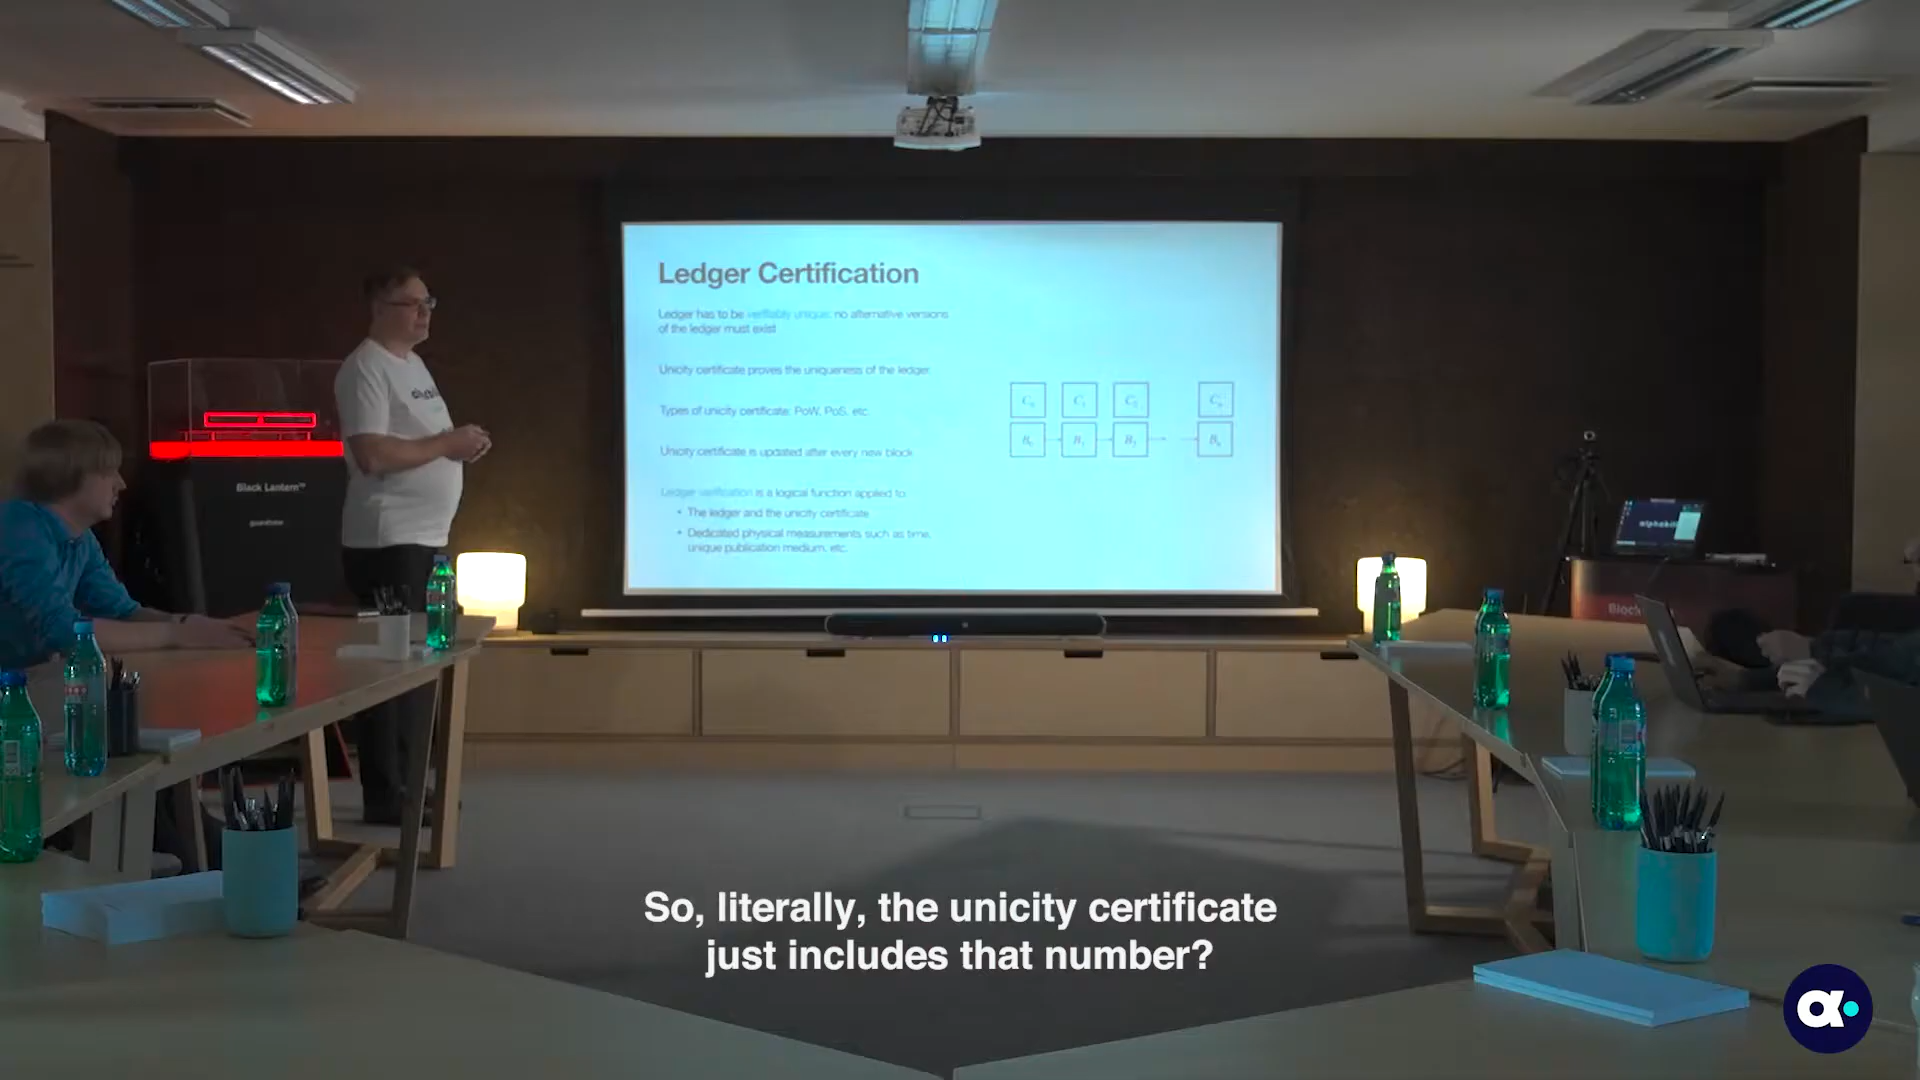 Ledger Certification
Ledger has to be verifiably unique: no alternative versions
of the ledger must exist
Unicity certificate proves the uniqueness of the ledger
Types of unicity certificate: PoW, PoS, etc.
Unicity certificate is updated after every new block
Ledger verification is a logical function applied to:
• The ledger and the unicity certificate
• Dedicated physical measurements such as time,
unique publication medium, etc.
Black Lantern™
guardtime
alphabill
Block
So, literally, the unicity certificate
just includes that number?